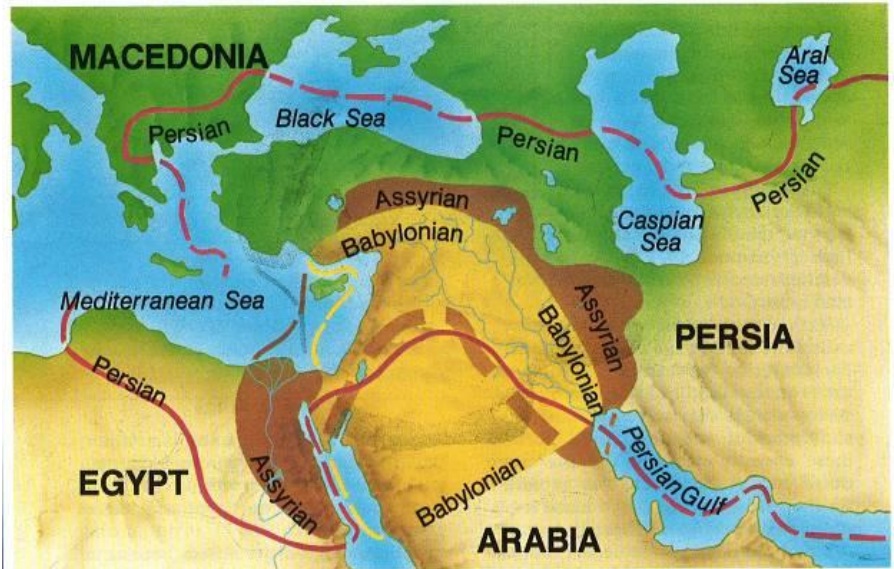 MACEDONIA
Aral
Sea
Persian
Black Sea
Persian
Persian
Assyrian
Caspian
Sea
Babylonian
Mediterranean Sea
Assyrian
Babylonian
PERSIA
Persian
Persian Gulf
EGYPT
Assyrian
Babylonian
ARABIA